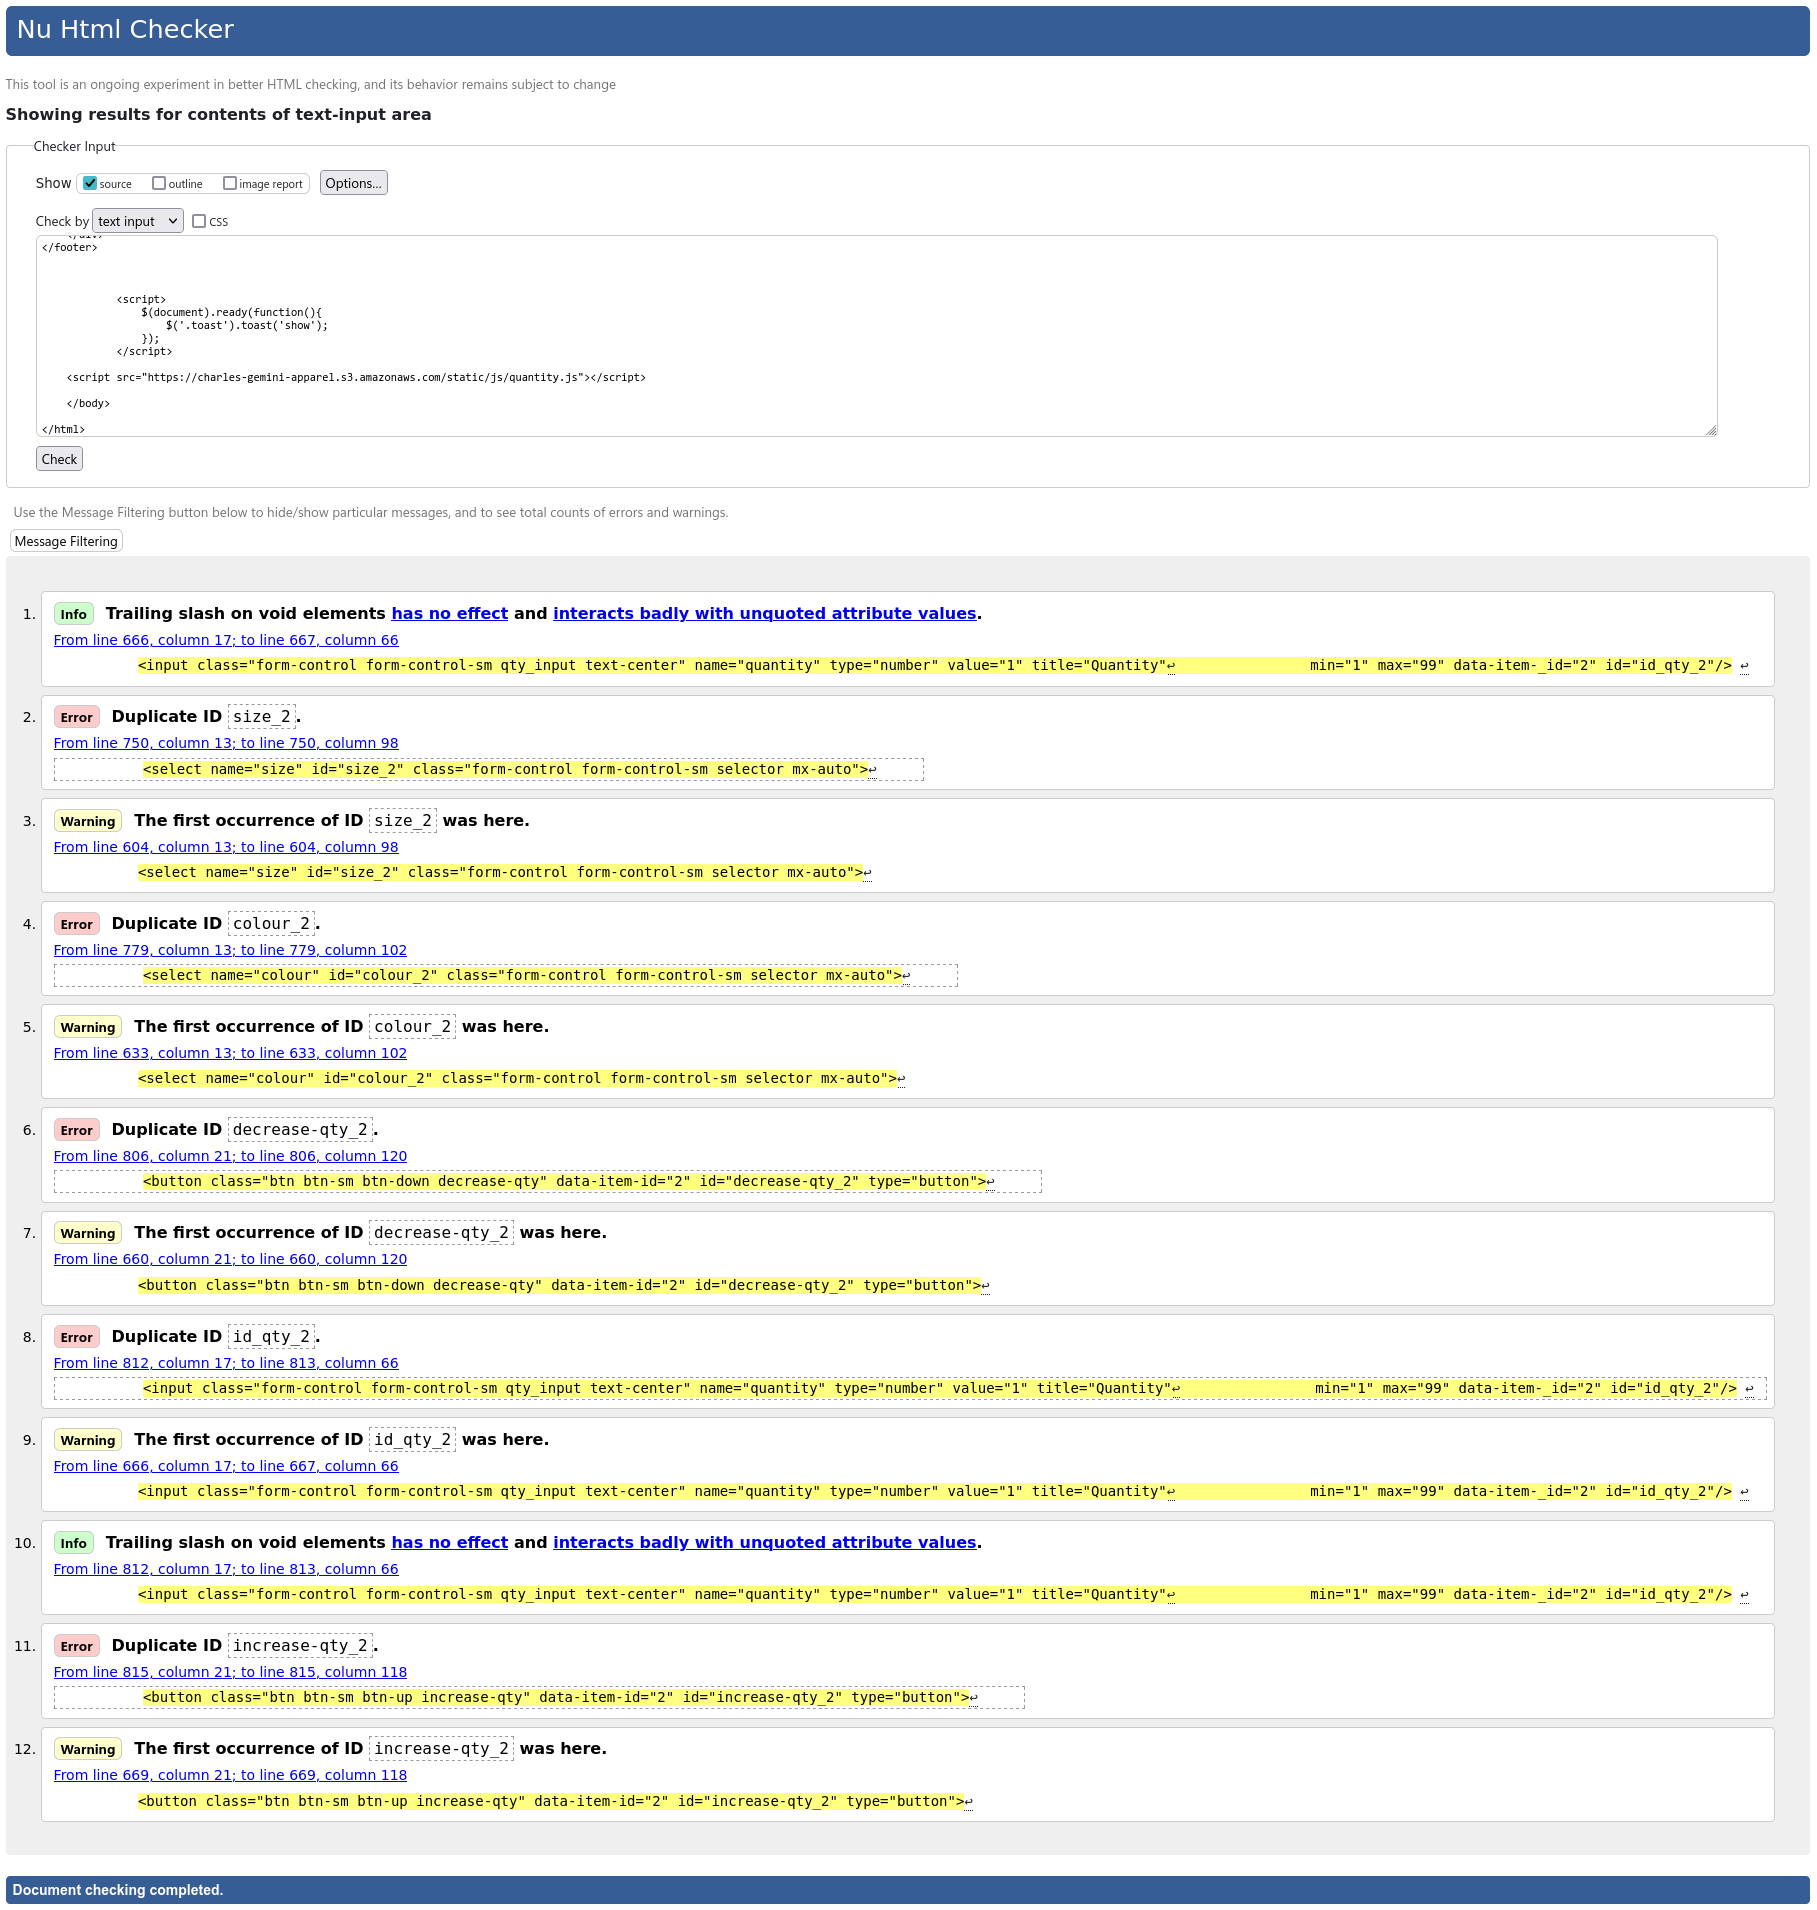 Nu Html Checker
This tool is an ongoing experiment in better HTML checking, and its behavior remains subject to change
Showing results for contents of text-input area
Checker Input
Show source outline image report Options...
Check by text input CSS
</div>
</footer>
<script>
$(document).ready(function(){
$('.toast').toast('show');
});
</script>
<script src="https://charles-gemini-apparel.s3.amazonaws.com/static/js/quantity.js"></script>
</body>
</html>
Check
Use the Message Filtering button below to hide/show particular messages, and to see total counts of errors and warnings.
Message Filtering
1. Info Trailing slash on void elements has no effect and interacts badly with unquoted attribute values.
From line 666, column 17; to line 667, column 66
<input class="form-control form-control-sm qty_input text-center" name="quantity" type="number" value="1" title="Quantity"↩ min="1" max="99" data-item-_id="2" id="id_qty_2"/> ↩
2. Error Duplicate ID size_2.
From line 750, column 13; to line 750, column 98
<select name="size" id="size_2" class="form-control form-control-sm selector mx-auto">↩
3. Warning The first occurrence of ID size_2 was here.
From line 604, column 13; to line 604, column 98
<select name="size" id="size_2" class="form-control form-control-sm selector mx-auto">↩
4. Error Duplicate ID colour_2.
From line 779, column 13; to line 779, column 102
<select name="colour" id="colour_2" class="form-control form-control-sm selector mx-auto">↩
5. Warning The first occurrence of ID colour_2 was here.
From line 633, column 13; to line 633, column 102
<select name="colour" id="colour_2" class="form-control form-control-sm selector mx-auto">↩
6. Error Duplicate ID decrease-qty_2.
From line 806, column 21; to line 806, column 120
<button class="btn btn-sm btn-down decrease-qty" data-item-id="2" id="decrease-qty_2" type="button">↩
7. Warning The first occurrence of ID decrease-qty_2 was here.
From line 660, column 21; to line 660, column 120
<button class="btn btn-sm btn-down decrease-qty" data-item-id="2" id="decrease-qty_2" type="button">↩
8. Error Duplicate ID id_qty_2.
From line 812, column 17; to line 813, column 66
<input class="form-control form-control-sm qty_input text-center" name="quantity" type="number" value="1" title="Quantity"↩ min="1" max="99" data-item-_id="2" id="id_qty_2"/> ↩
9. Warning The first occurrence of ID id_qty_2 was here.
From line 666, column 17; to line 667, column 66
<input class="form-control form-control-sm qty_input text-center" name="quantity" type="number" value="1" title="Quantity"↩ min="1" max="99" data-item-_id="2" id="id_qty_2"/> ↩
10. Info Trailing slash on void elements has no effect and interacts badly with unquoted attribute values.
From line 812, column 17; to line 813, column 66
<input class="form-control form-control-sm qty_input text-center" name="quantity" type="number" value="1" title="Quantity"↩ min="1" max="99" data-item-_id="2" id="id_qty_2"/> ↩
11. Error Duplicate ID increase-qty_2.
From line 815, column 21; to line 815, column 118
<button class="btn btn-sm btn-up increase-qty" data-item-id="2" id="increase-qty_2" type="button">↩
12. Warning The first occurrence of ID increase-qty_2 was here.
From line 669, column 21; to line 669, column 118
<button class="btn btn-sm btn-up increase-qty" data-item-id="2" id="increase-qty_2" type="button">↩
Document checking completed.